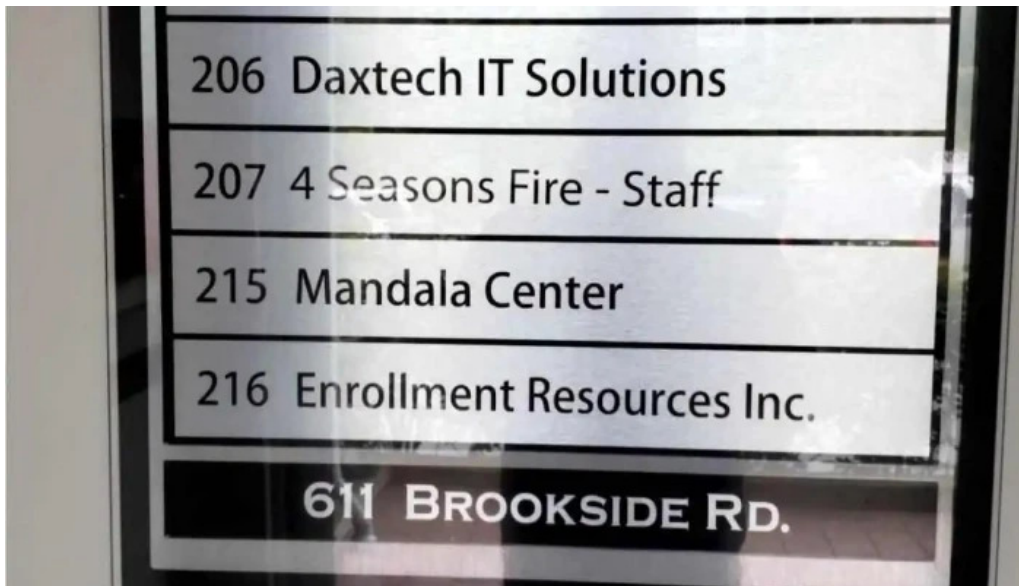 206 Daxtech IT Solutions
207 4 Seasons Fire - Staff
215 Mandala Center
216 Enrollment Resources Inc.
611 BROOKSIDE RD.